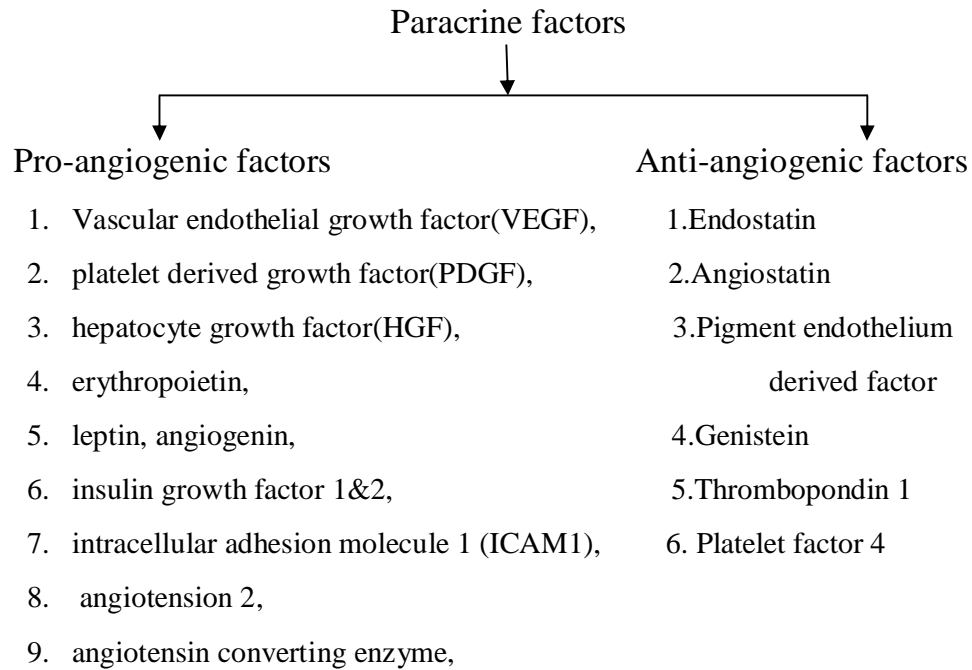 Paracrine factors
Pro-angiogenic factors
1. Vascular endothelial growth factor(VEGF),
2. platelet derived growth factor(PDGF),
3. hepatocyte growth factor(HGF),
4. erythropoietin,
5. leptin, angiogenin,
6. insulin growth factor 1&2,
7. intracellular adhesion molecule 1 (ICAM1),
8. angiotension 2,
9. angiotensin converting enzyme,
Anti-angiogenic factors
1.Endostatin
2.Angiostatin
3.Pigment endothelium
derived factor
4.Genistein
5.Thrombopondin 1
6. Platelet factor 4